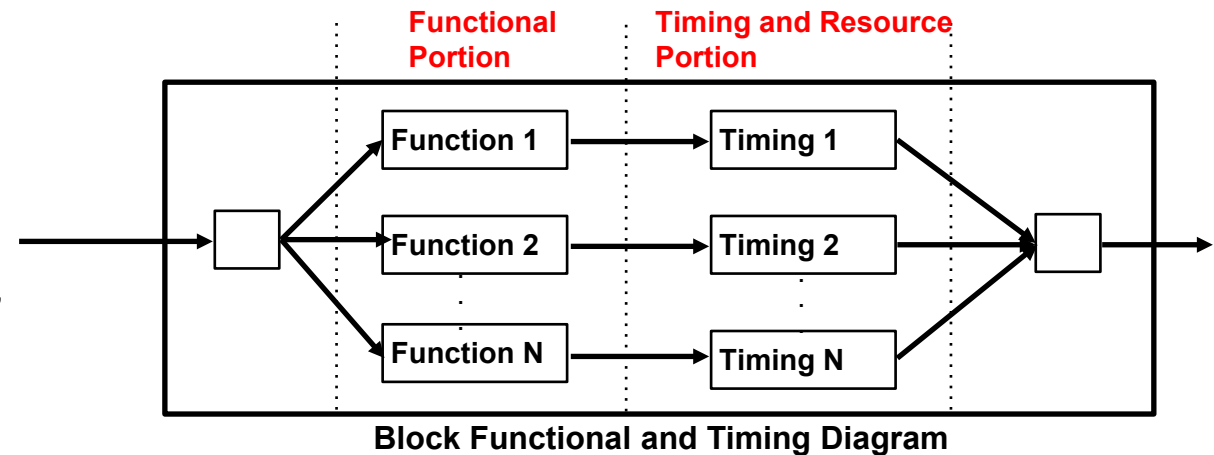 Functional
Portion
Timing and Resource
Portion
Function 1
Timing 1
Function 2
Timing 2
Function N
Timing N
Block Functional and Timing Diagram